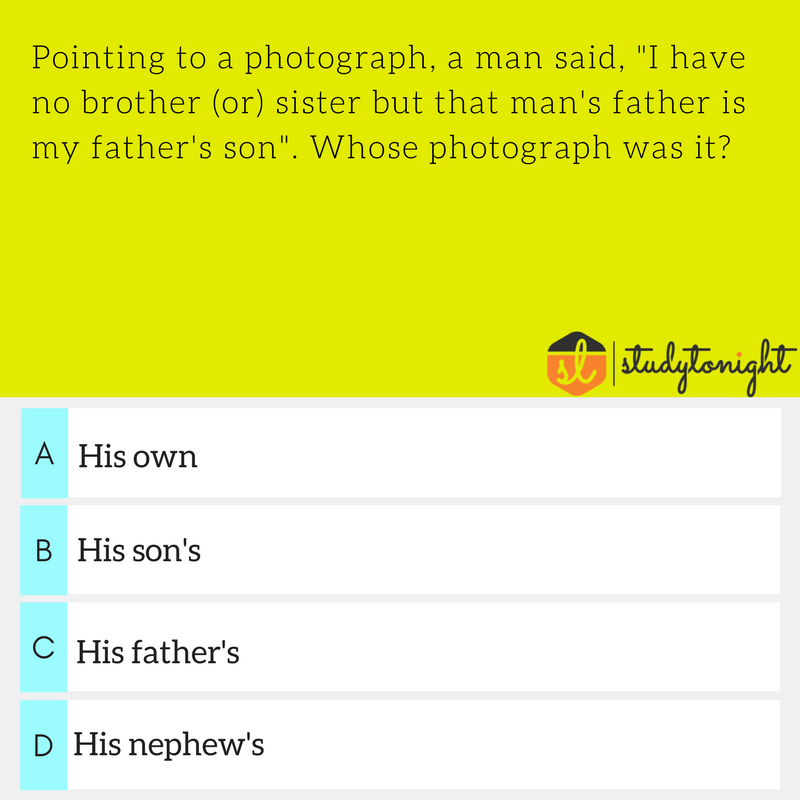 Pointing to a photograph, a man said, "I have
no brother (or) sister but that man's father is
my father's son". Whose photograph was it?
sl studytonight
A His own
B His son's
C His father's
D His nephew's